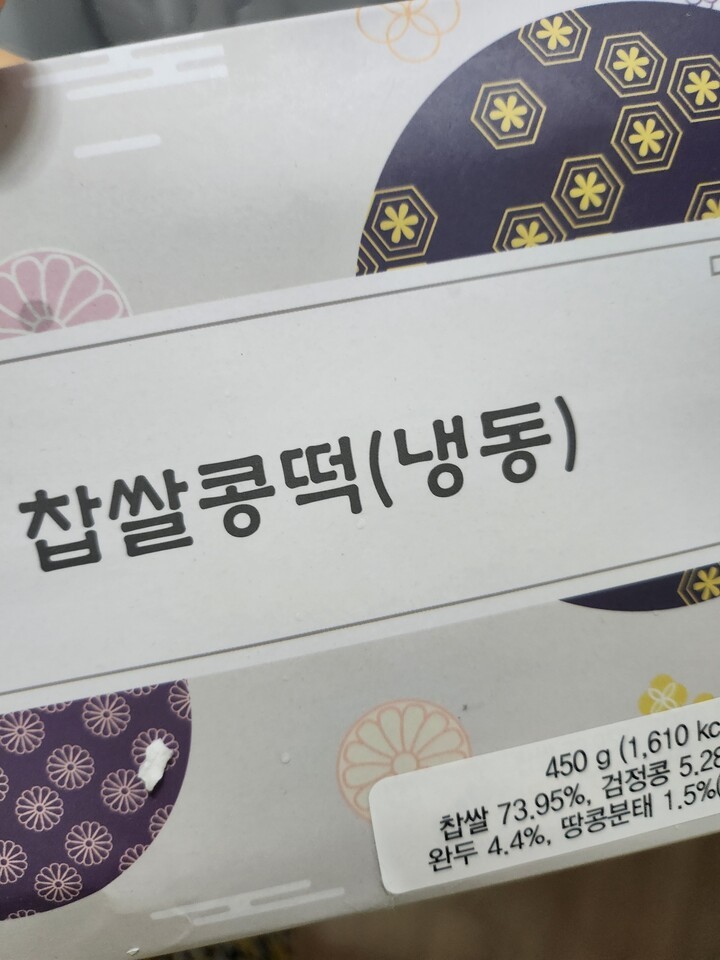 찹쌀콩떡(냉동)
450 g (1,610 kc
찹쌀 73.95%, 검정콩 5.28
완두 4.4%, 땅콩분태 1.5%(